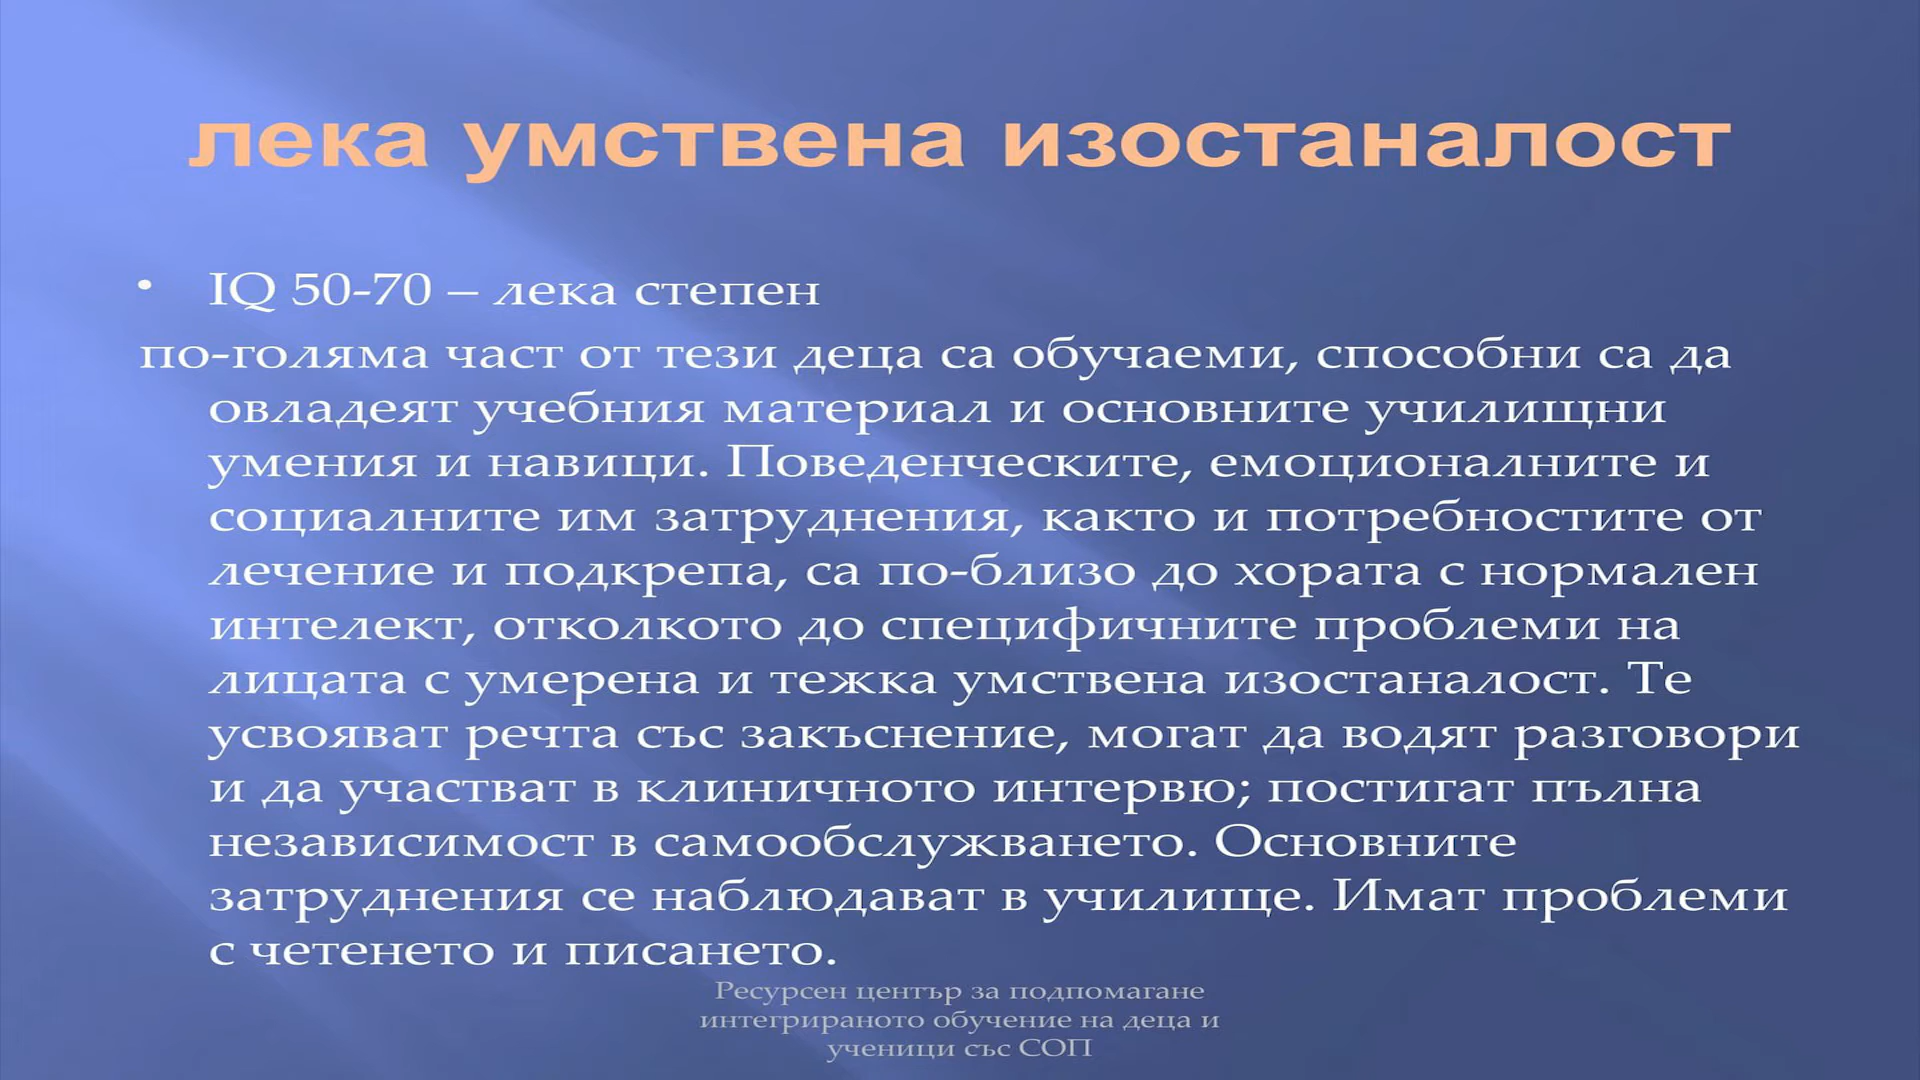 лека умствена изостаналост
• IQ 50-70 – лека степен
по-голяма част от тези деца са обучаеми, способни са да
овладеят учебния материал и основните училищни
умения и навици. Поведенческите, емоционалните и
социалните им затруднения, както и потребностите от
лечение и подкрепа, са по-близо до хората с нормален
интелект, отколкото до специфичните проблеми на
лицата с умерена и тежка умствена изостаналост. Те
усвояват речта със закъснение, могат да водят разговори
и да участват в клиничното интервю; постигат пълна
независимост в самообслужването. Основните
затруднения се наблюдават в училище. Имат проблеми
с четенето и писането.
Ресурсен център за подпомагане
интегрираното обучение на деца и
ученици със СОП